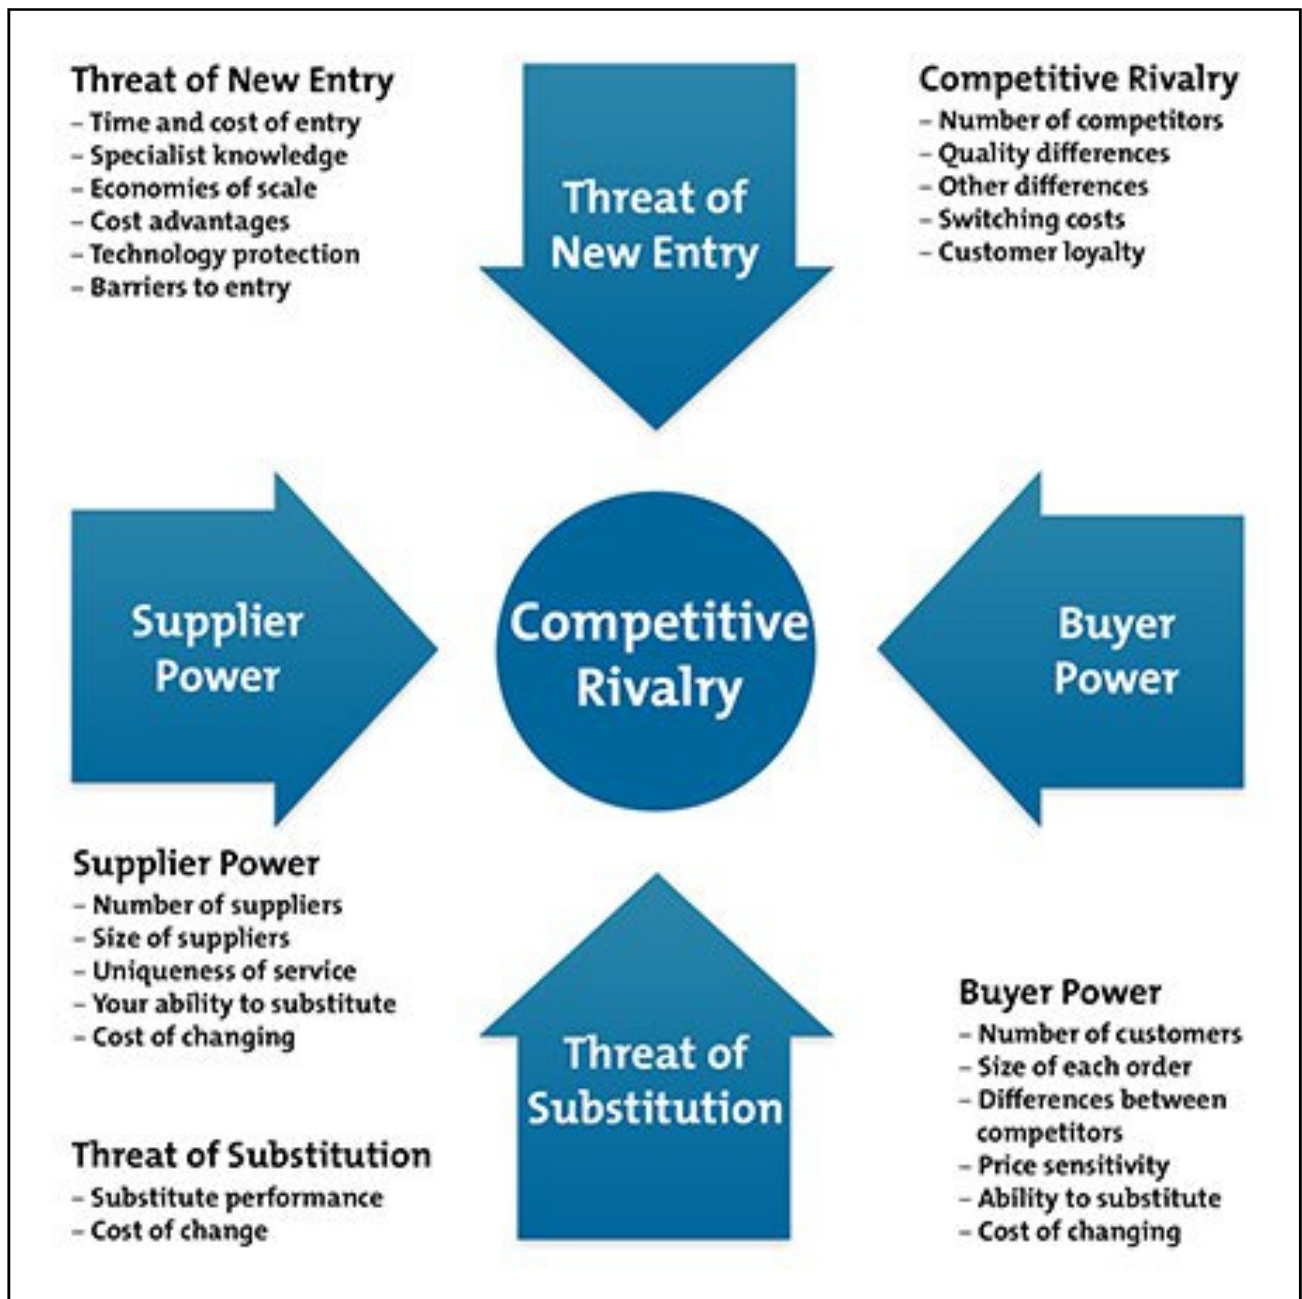 Threat of New Entry
– Time and cost of entry
– Specialist knowledge
– Economies of scale
– Cost advantages
– Technology protection
– Barriers to entry
Threat of
New Entry
Competitive Rivalry
– Number of competitors
– Quality differences
– Other differences
– Switching costs
– Customer loyalty
Supplier
Power
Competitive
Rivalry
Buyer
Power
Supplier Power
– Number of suppliers
– Size of suppliers
– Uniqueness of service
– Your ability to substitute
– Cost of changing
Threat of Substitution
– Substitute performance
– Cost of change
Threat of
Substitution
Buyer Power
– Number of customers
– Size of each order
– Differences between
competitors
– Price sensitivity
– Ability to substitute
– Cost of changing